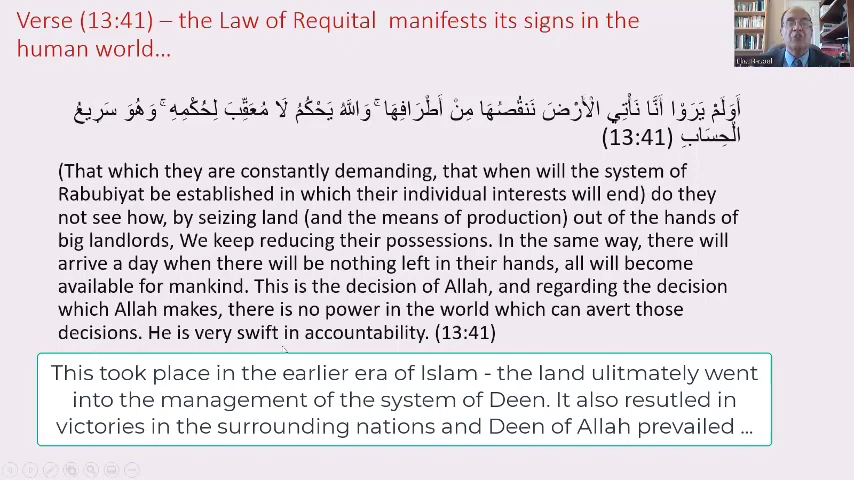 Verse (13:41) – the Law of Requital manifests its signs in the
human world…
أَوَلَمْ يَرَوْا أَنَّا نَأْتِي الْأَرْضَ نَنقُصُهَا مِنْ أَطْرَافِهَا ۚ وَاللَّهُ يَحْكُمُ لَا مُعَقِّبَ لِحُكْمِهِ ۚ وَهُوَ سَرِيعُ
الْحِسَابِ (13:41)
(That which they are constantly demanding, that when will the system of
Rabubiyat be established in which their individual interests will end) do they
not see how, by seizing land (and the means of production) out of the hands of
big landlords, We keep reducing their possessions. In the same way, there will
arrive a day when there will be nothing left in their hands, all will become
available for mankind. This is the decision of Allah, and regarding the decision
which Allah makes, there is no power in the world which can avert those
decisions. He is very swift in accountability. (13:41)
This took place in the earlier era of Islam - the land ulitmately went
into the management of the system of Deen. It also resutled in
victories in the surrounding nations and Deen of Allah prevailed ...